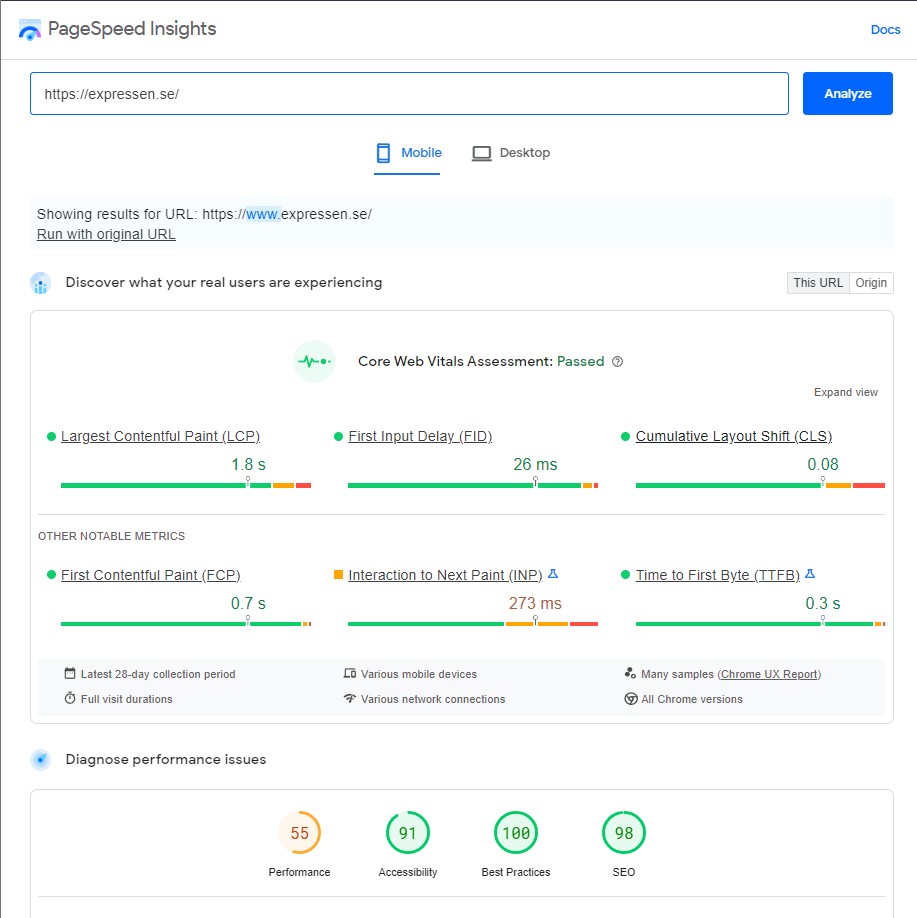 PageSpeed Insights
Docs
https://expressen.se/
Analyze
Mobile
Desktop
Showing results for URL: https://www.expressen.se/
Run with original URL
Discover what your real users are experiencing
This URL
Origin
Core Web Vitals Assessment: Passed
Expand view
Largest Contentful Paint (LCP)
1.8 s
First Input Delay (FID)
26 ms
Cumulative Layout Shift (CLS)
0.08
OTHER NOTABLE METRICS
First Contentful Paint (FCP)
0.7 s
Interaction to Next Paint (INP)
273 ms
Time to First Byte (TTFB)
0.3 s
Latest 28-day collection period
Various mobile devices
Many samples (Chrome UX Report)
Full visit durations
Various network connections
All Chrome versions
Diagnose performance issues
55
Performance
91
Accessibility
100
Best Practices
98
SEO